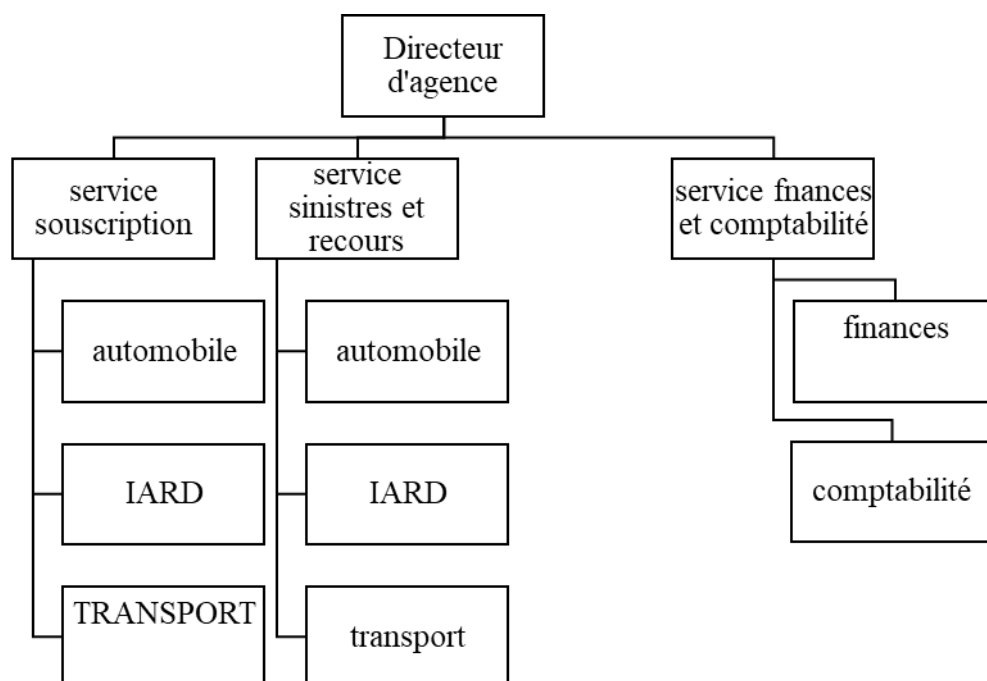 Directeur
d'agence
service
souscription
service
sinistres et
recours
service fnances
et comptabilité
automobile
automobile
finances
IARD
IARD
comptabilité
TRANSPORT
transport